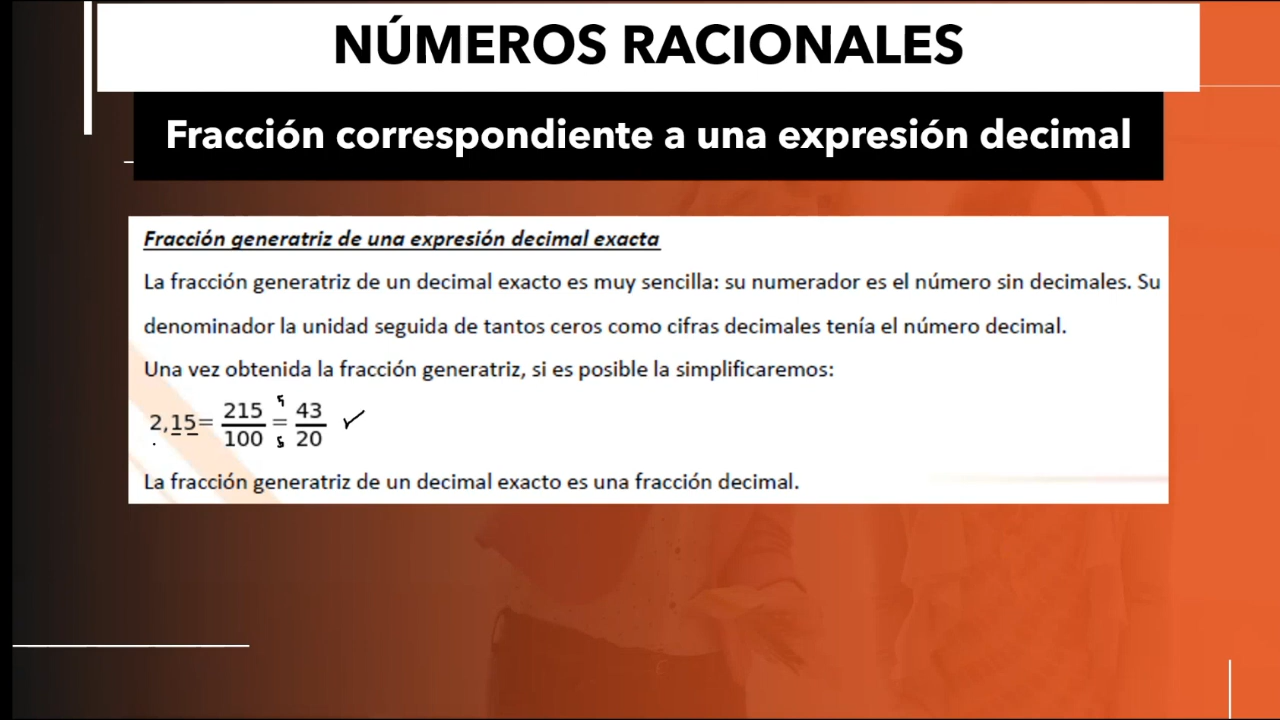 NÚMEROS RACIONALES
Fracción correspondiente a una expresión decimal
Fracción generatriz de una expresión decimal exacta
La fracción generatriz de un decimal exacto es muy sencilla: su numerador es el número sin decimales. Su
denominador la unidad seguida de tantos ceros como cifras decimales tenía el número decimal.
Una vez obtenida la fracción generatriz, si es posible la simplificaremos:
2,15= 215/100 = 43/20 ✓
5
5
La fracción generatriz de un decimal exacto es una fracción decimal.